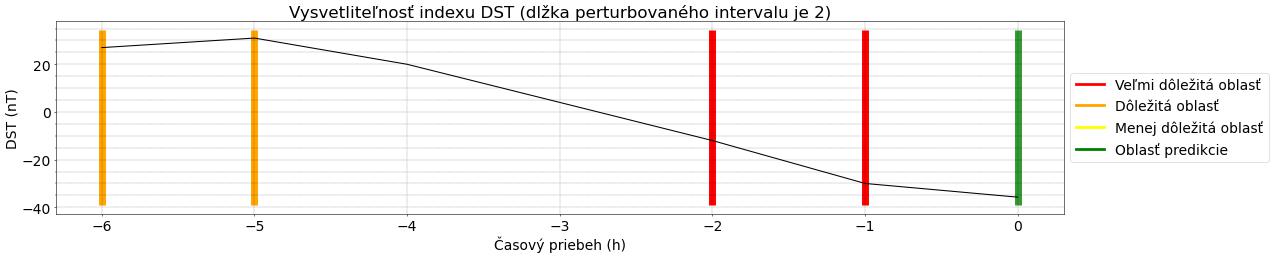 Vysvetliteľnosť indexu DST (dlžka perturbovaného intervalu je 2)
DST (nT)
20
0
−20
−40
−6 −5 −4 −3 −2 −1 0
Časový priebeh (h)
Veľmi dôležitá oblasť
Dôležitá oblasť
Menej dôležitá oblasť
Oblasť predikcie